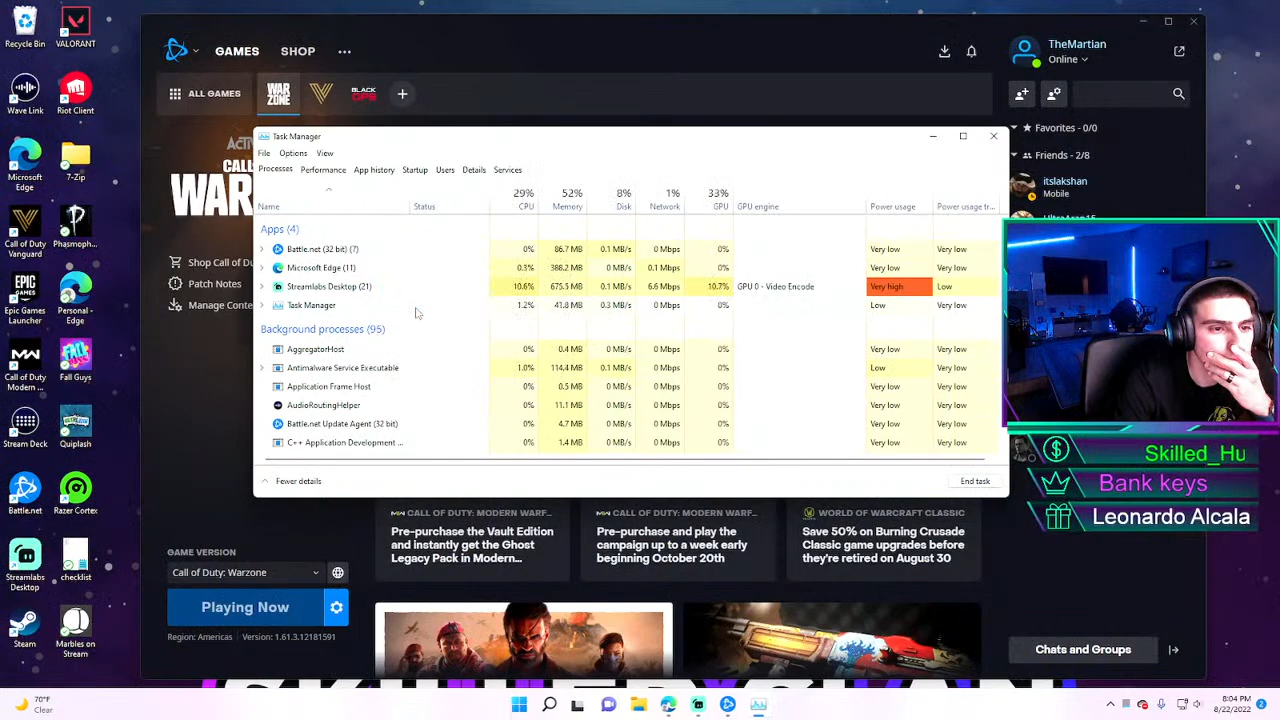 Recycle Bin
VALORANT
Wave Link
Riot Client
Microsoft Edge
7-Zip
Call of Duty Vanguard
Phasmoph...
Epic Games Launcher
Personal - Edge
Call of Duty Modern ...
Fall Guys
Stream Deck
Quiplash
Battle.net
Razer Cortex
Streamlabs Desktop
checklist
Steam
Marbles on Stream
GAMES
SHOP
TheMartian
Online
ALL GAMES
WAR ZONE
BLACK OPS
Favorites - 0/0
Friends - 2/8
itslakshan
Mobile
ACTIV
CALL
WARZ
Shop Call of Du
Patch Notes
Manage Conte
Task Manager
File Options View
Processes Performance App history Startup Users Details Services
29% 52% 8% 1% 33%
Name Status CPU Memory Disk Network GPU GPU engine Power usage Power usage tr...
Apps (4)
Battle.net (32 bit) (7) 0% 86.7 MB 0.1 MB/s 0 Mbps 0% Very low Very low
Microsoft Edge (11) 0.3% 388.2 MB 0 MB/s 0.1 Mbps 0% Very low Very low
Streamlabs Desktop (21) 10.6% 675.5 MB 0.1 MB/s 6.6 Mbps 10.7% GPU 0 - Video Encode Very high Low
Task Manager 1.2% 41.8 MB 0.3 MB/s 0 Mbps 0% Low Very low
Background processes (95)
AggregatorHost 0% 0.4 MB 0 MB/s 0 Mbps 0% Very low Very low
Antimalware Service Executable 1.0% 114.4 MB 0.1 MB/s 0 Mbps 0% Low Very low
Application Frame Host 0% 0.5 MB 0 MB/s 0 Mbps 0% Very low Very low
AudioRoutingHelper 0% 11.1 MB 0 MB/s 0 Mbps 0% Very low Very low
Battle.net Update Agent (32 bit) 0% 4.7 MB 0 MB/s 0 Mbps 0% Very low Very low
C++ Application Development ... 0% 1.4 MB 0 MB/s 0 Mbps 0% Very low Very low
Fewer details
End task
Skilled_Hu
Bank keys
Leonardo Alcala
CALL OF DUTY: MODERN WARF...
Pre-purchase the Vault Edition
and instantly get the Ghost
Legacy Pack in Modern...
CALL OF DUTY: MODERN WARF...
Pre-purchase and play the
campaign up to a week early
beginning October 20th
WORLD OF WARCRAFT CLASSIC
Save 50% on Burning Crusade
Classic game upgrades before
they're retired on August 30
GAME VERSION
Call of Duty: Warzone
Playing Now
Region: Americas Version: 1.61.3.12181591
Chats and Groups
70°F
Clear
8:04 PM
8/22/2022
2